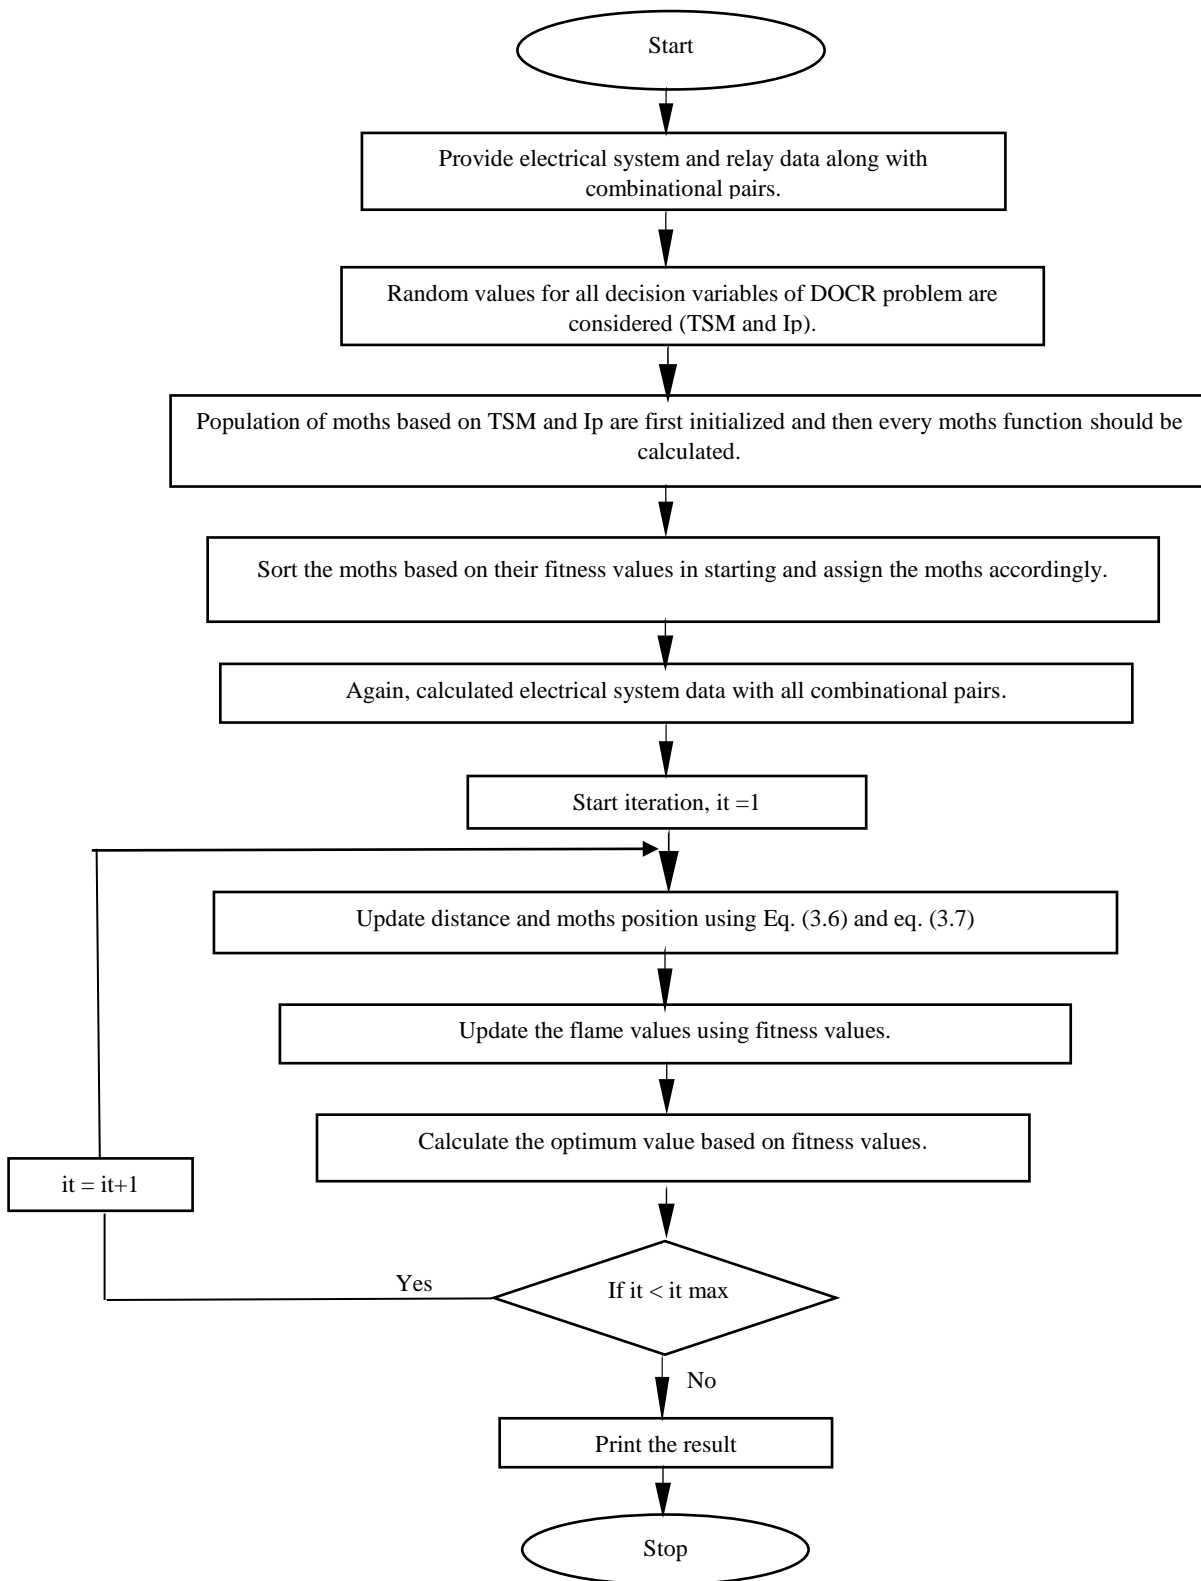 Start
Provide electrical system and relay data along with
combinational pairs.
Random values for all decision variables of DOCR problem are
considered (TSM and Ip).
Population of moths based on TSM and Ip are first initialized and then every moths function should be
calculated.
Sort the moths based on their fitness values in starting and assign the moths accordingly.
Again, calculated electrical system data with all combinational pairs.
Start iteration, it =1
Update distance and moths position using Eq. (3.6) and eq. (3.7)
Update the flame values using fitness values.
Calculate the optimum value based on fitness values.
it = it+1
Yes
If it < it max
No
Print the result
Stop